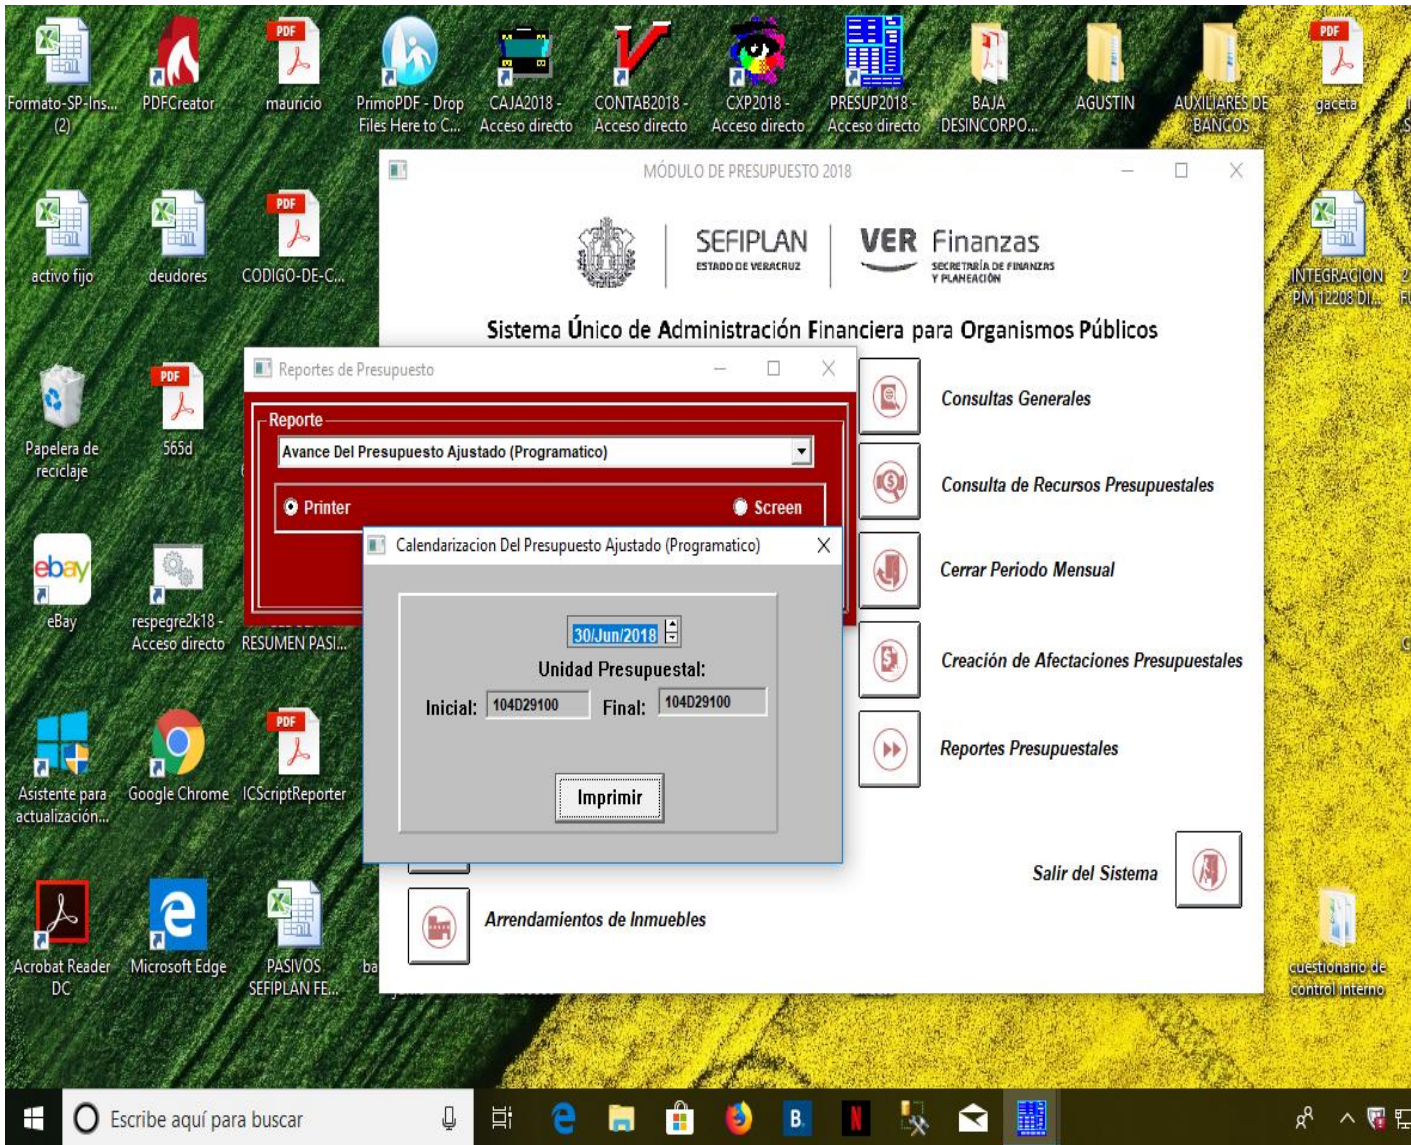 Formato-SP-Ins...
(2)
PDFCreator
PDF
mauricio
PrimoPDF - Drop
Files Here to C...
CAJA2018 -
Acceso directo
CONTAB2018 -
Acceso directo
CXP2018 -
Acceso directo
PRESUP2018 -
Acceso directo
BAJA
DESINCORPO...
AGUSTIN
AUXILIARES DE
BANCOS
PDF
gaceta
MÓDULO DE PRESUPUESTO 2018
SEFIPLAN
ESTADO DE VERACRUZ
VER Finanzas
SECRETARÍA DE FINANZAS
Y PLANEACIÓN
activo fijo
deudores
PDF
CODIGO-DE-C...
INTEGRACION
PM 12208 DI...
Sistema Único de Administración Financiera para Organismos Públicos
Reportes de Presupuesto
Reporte
Avance Del Presupuesto Ajustado (Programatico)
Printer
Screen
Consultas Generales
Consulta de Recursos Presupuestales
Cerrar Periodo Mensual
Creación de Afectaciones Presupuestales
Reportes Presupuestales
Salir del Sistema
Arrendamientos de Inmuebles
Calendarizacion Del Presupuesto Ajustado (Programatico)
30/Jun/2018
Unidad Presupuestal:
Inicial: 104D29100 Final: 104D29100
Imprimir
Papelera de
reciclaje
PDF
565d
ebay
eBay
respegre2k18 -
Acceso directo
RESUMEN PASI...
Asistente para
actualización...
Google Chrome
PDF
ICScriptReporter
Acrobat Reader
DC
Microsoft Edge
PASIVOS
SEFIPLAN FE...
ba
cuestionario de
control interno
Escribe aquí para buscar
B.
N